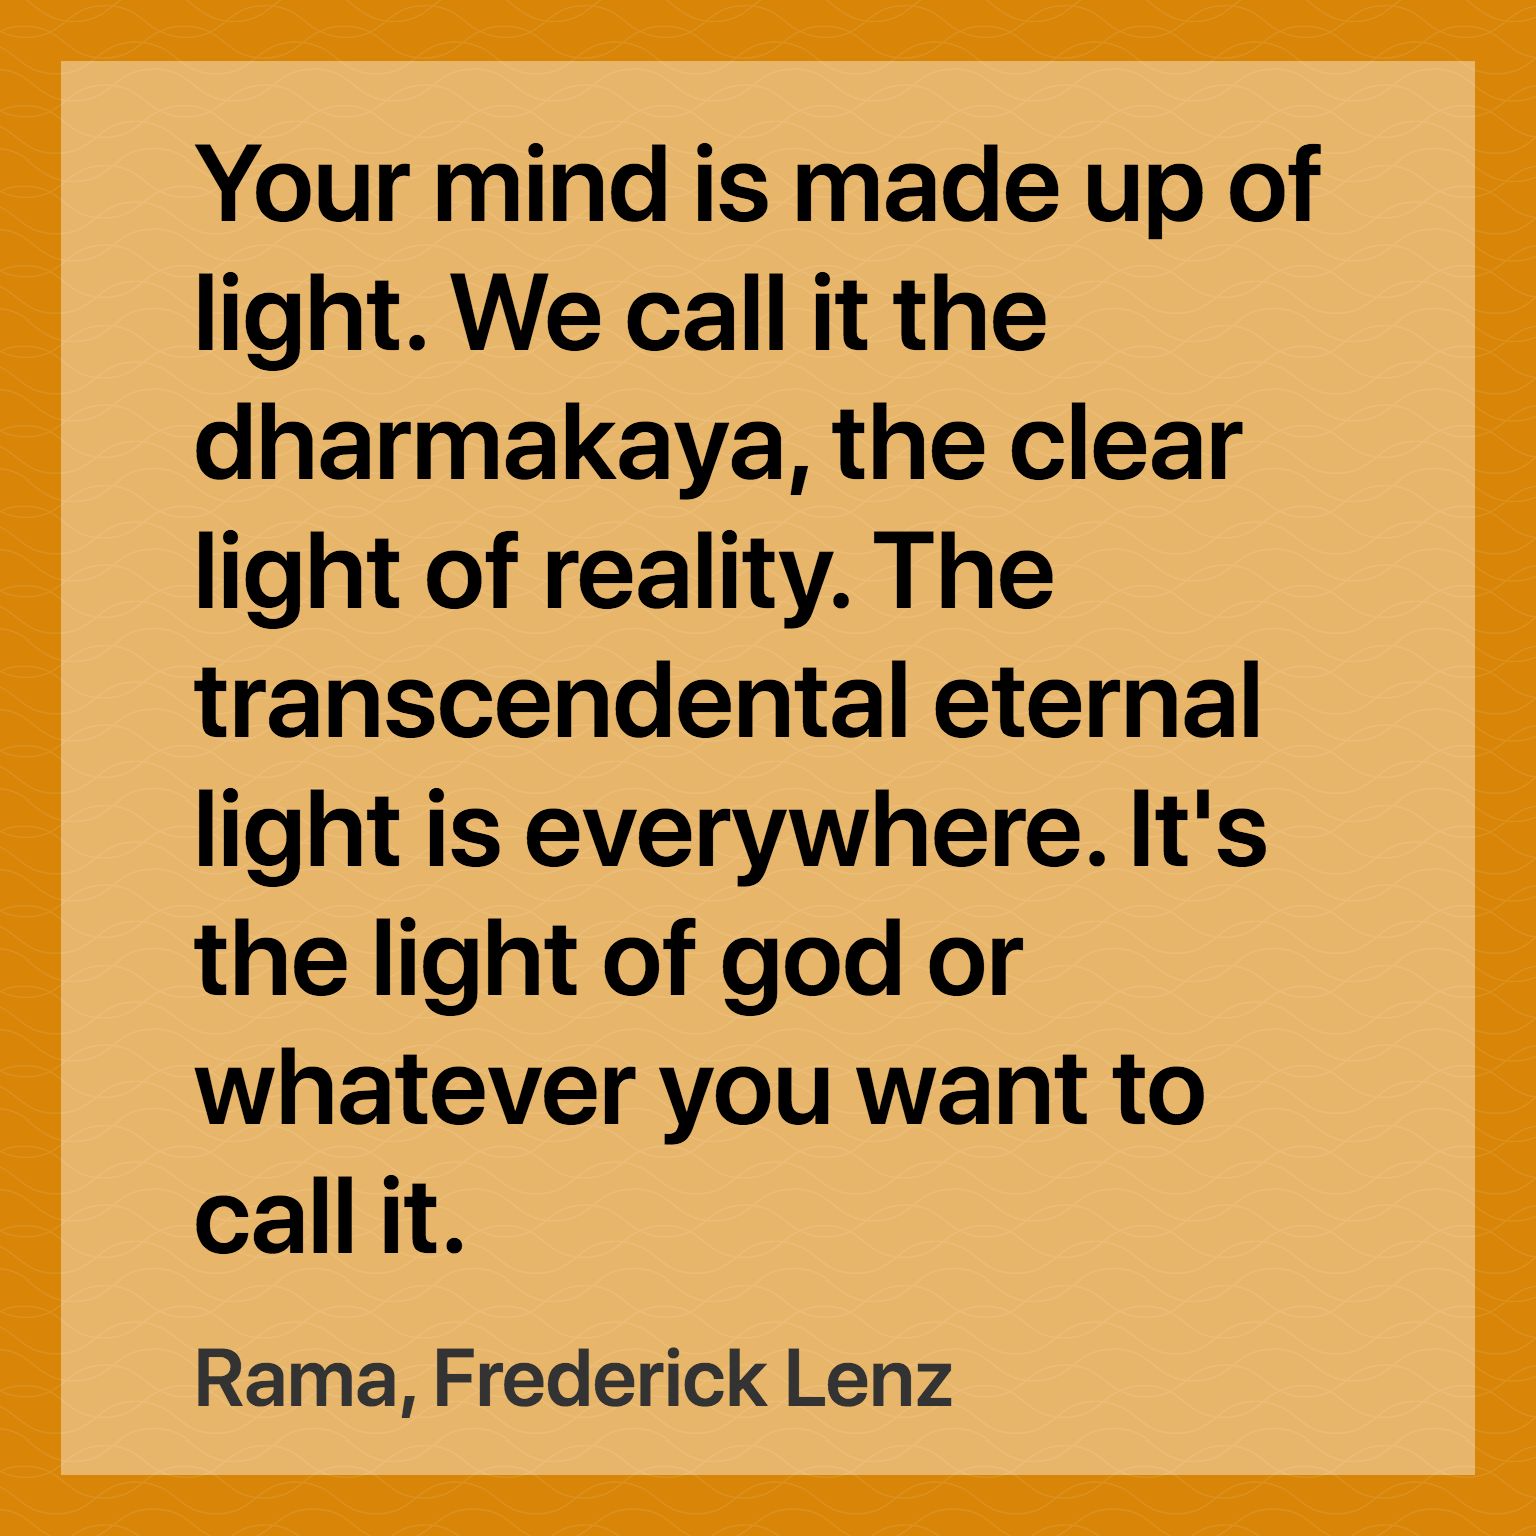 Your mind is made up of
light. We call it the
dharmakaya, the clear
light of reality. The
transcendental eternal
light is everywhere. It's
the light of god or
whatever you want to
call it.
Rama, Frederick Lenz